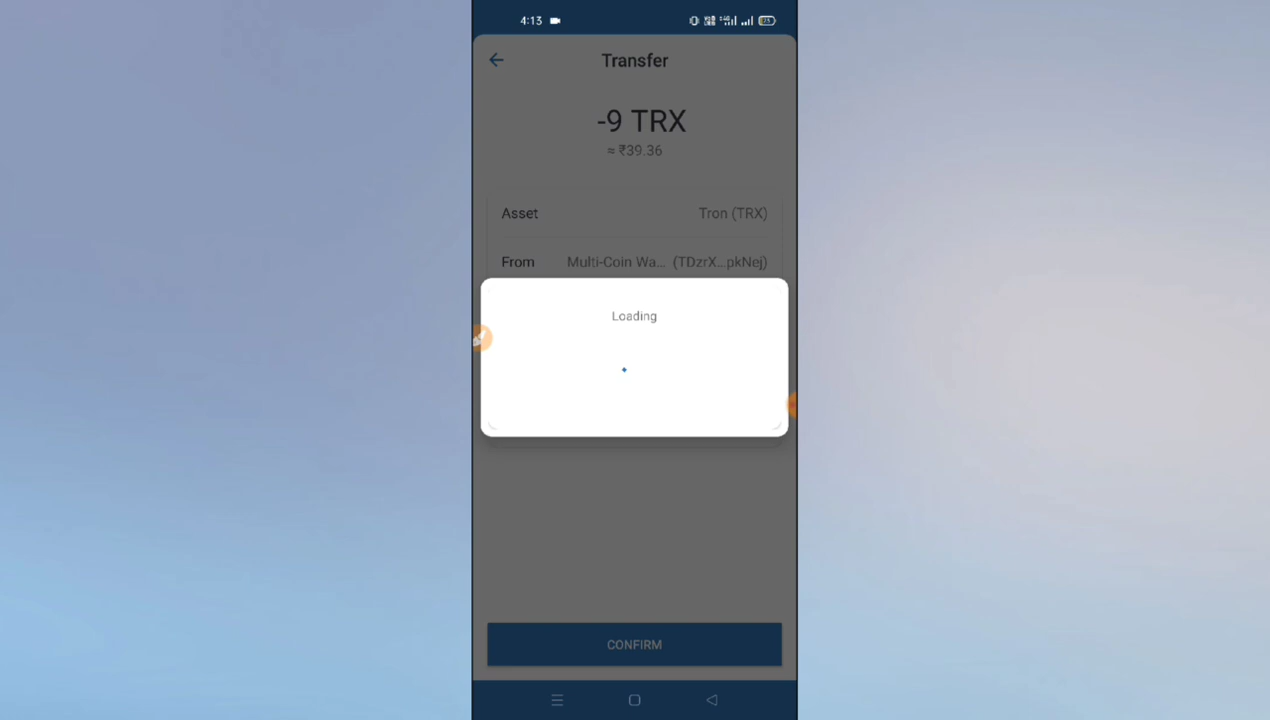 4:13
Transfer
-9 TRX
≈ ₹39.36
Asset Tron (TRX)
From Multi-Coin Wa... (TDzrX...pkNej)
Loading
CONFIRM